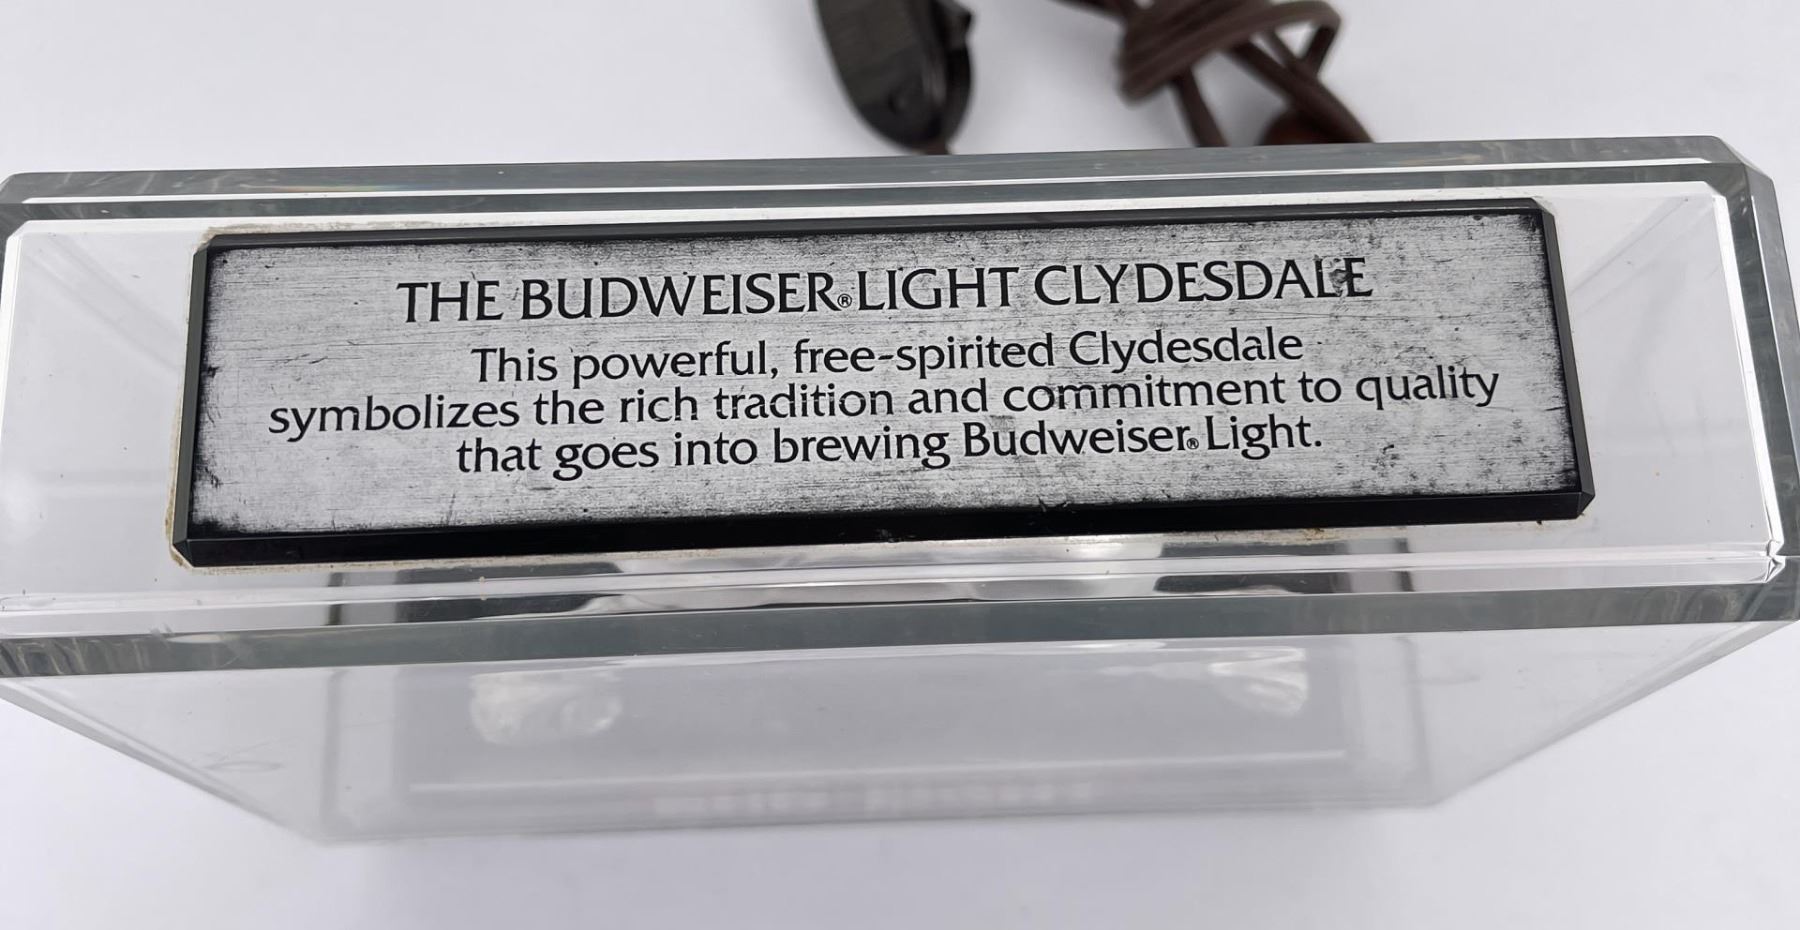 THE BUDWEISER® LIGHT CLYDESDALE
This powerful, free-spirited Clydesdale
symbolizes the rich tradition and commitment to quality
that goes into brewing Budweiser® Light.